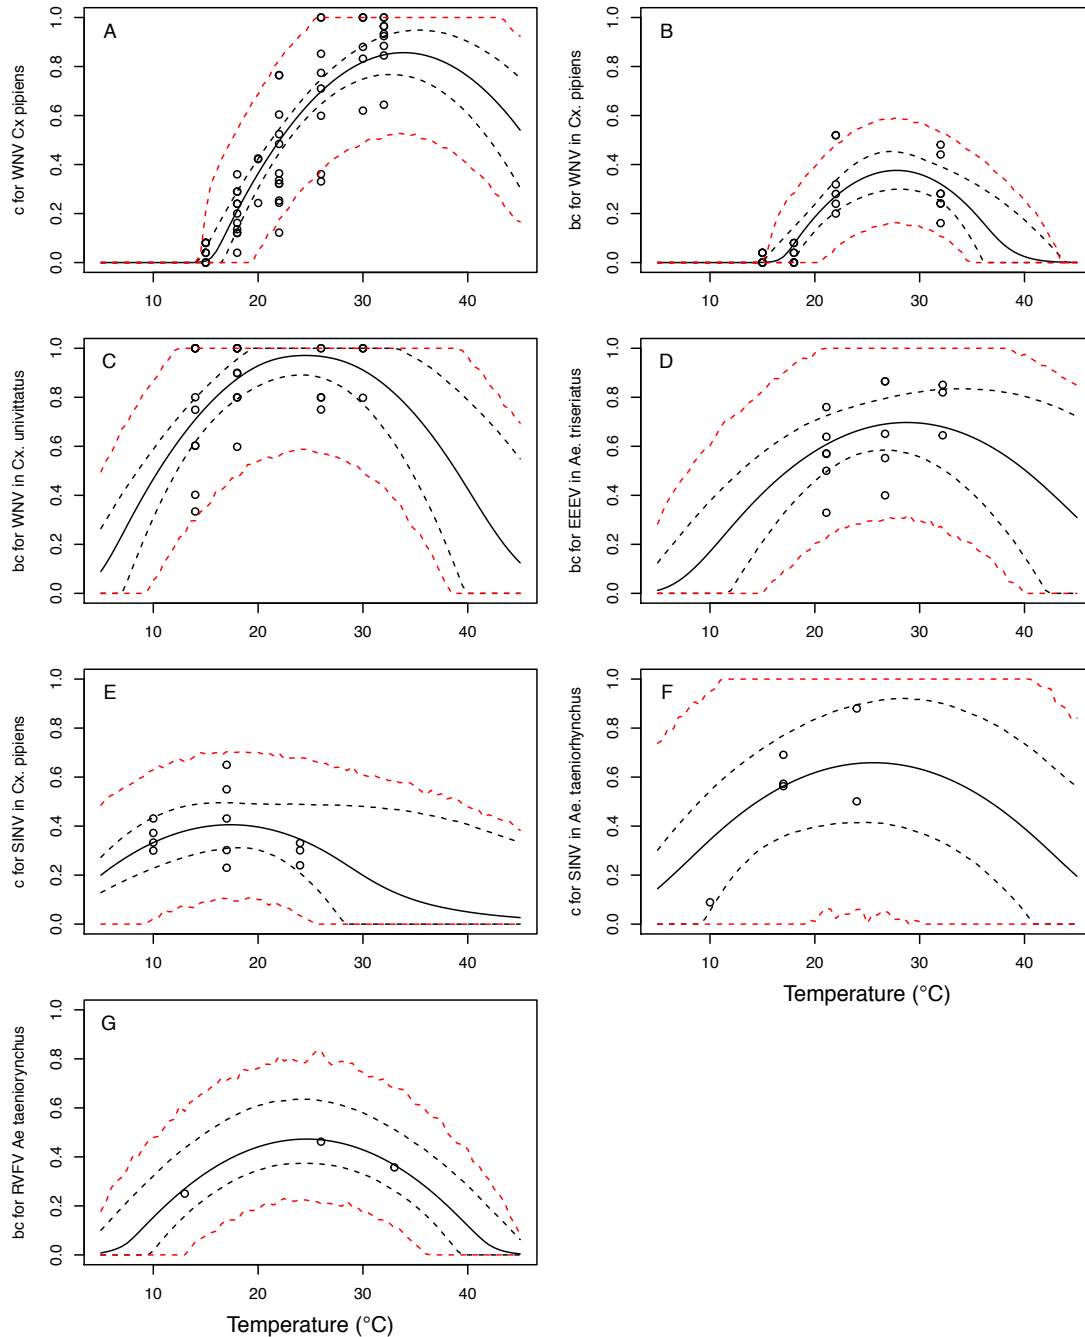 A
c for WNV Cx pipiens
0.0 0.2 0.4 0.6 0.8 1.0
10 20 30 40
B
bc for WNV in Cx. pipiens
0.0 0.2 0.4 0.6 0.8 1.0
10 20 30 40
C
bc for WNV in Cx. univittatus
0.0 0.2 0.4 0.6 0.8 1.0
10 20 30 40
D
bc for EEEV in Ae. triseriatus
0.0 0.2 0.4 0.6 0.8 1.0
10 20 30 40
E
c for SINV in Cx. pipiens
0.0 0.2 0.4 0.6 0.8 1.0
10 20 30 40
F
c for SINV in Ae. taeniorhynchus
0.0 0.2 0.4 0.6 0.8 1.0
10 20 30 40
Temperature (°C)
G
bc for RVFV Ae taeniorynchus
0.0 0.2 0.4 0.6 0.8 1.0
10 20 30 40
Temperature (°C)